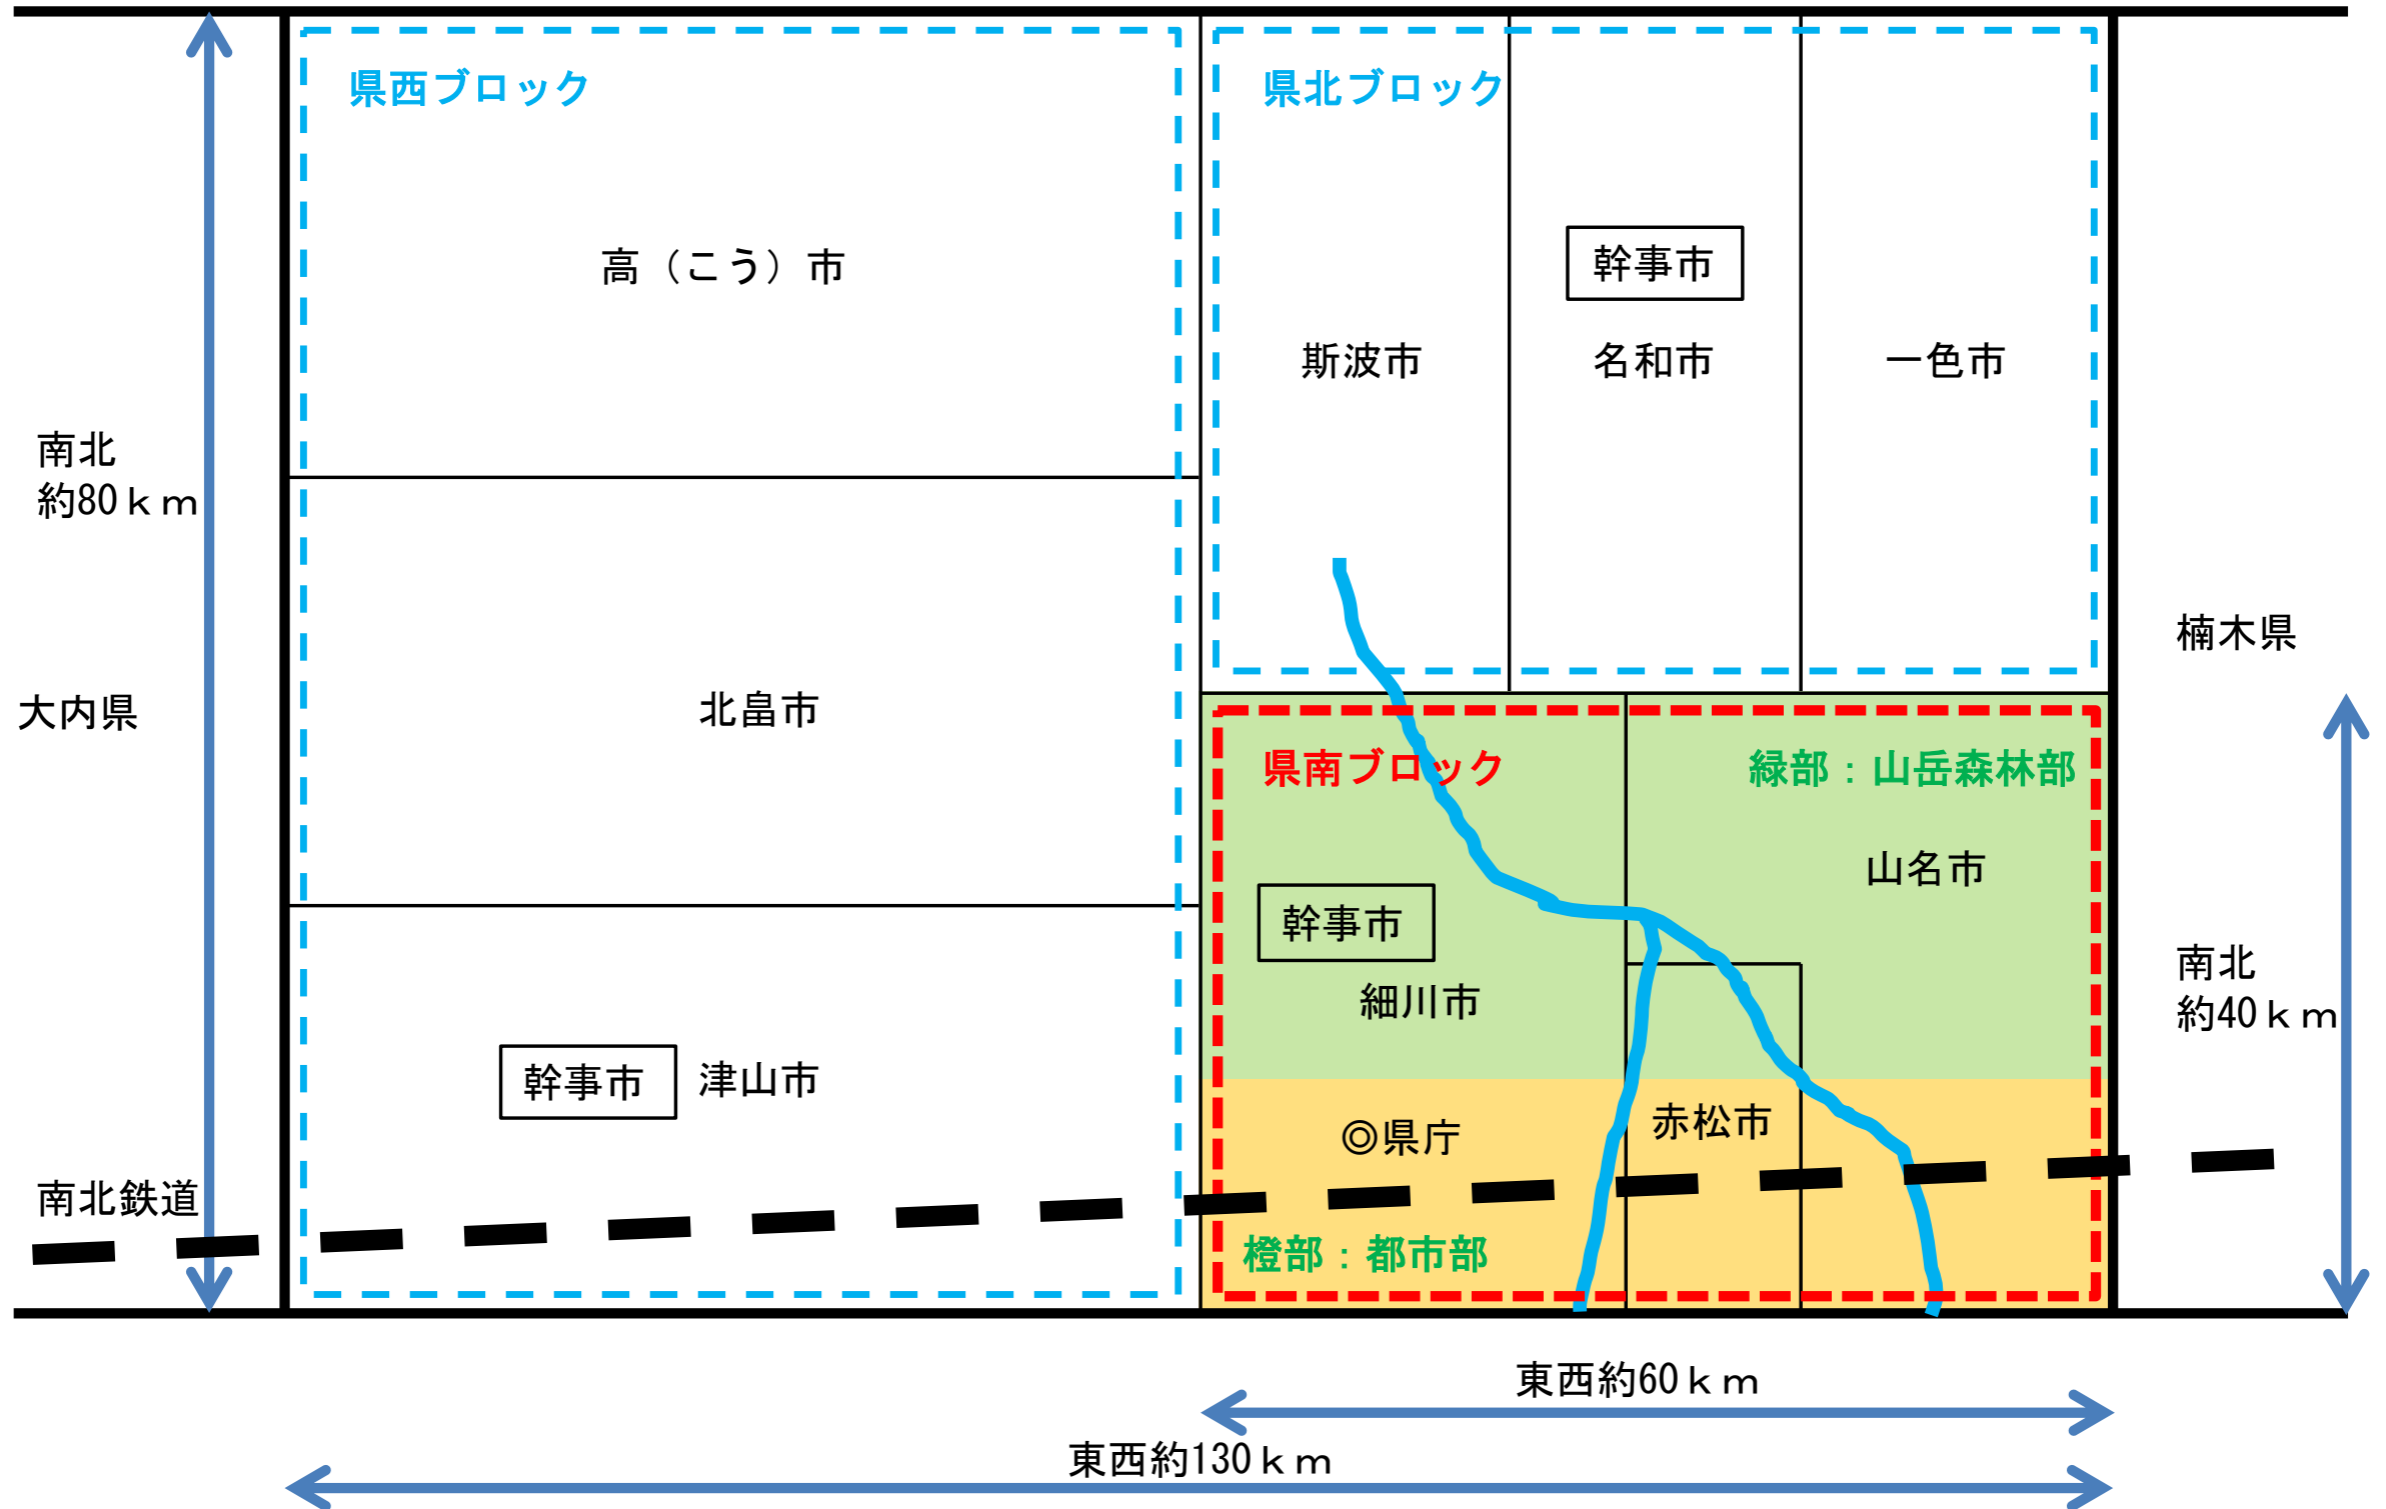 県西ブロック
県北ブロック
高（こう）市
幹事市
斯波市
名和市
一色市
南北
約80ｋｍ
楠木県
大内県
北畠市
県南ブロック
緑部：山岳森林部
山名市
幹事市
細川市
南北
約40ｋｍ
幹事市
津山市
◎県庁
赤松市
南北鉄道
橙部：都市部
東西約60ｋｍ
東西約130ｋｍ